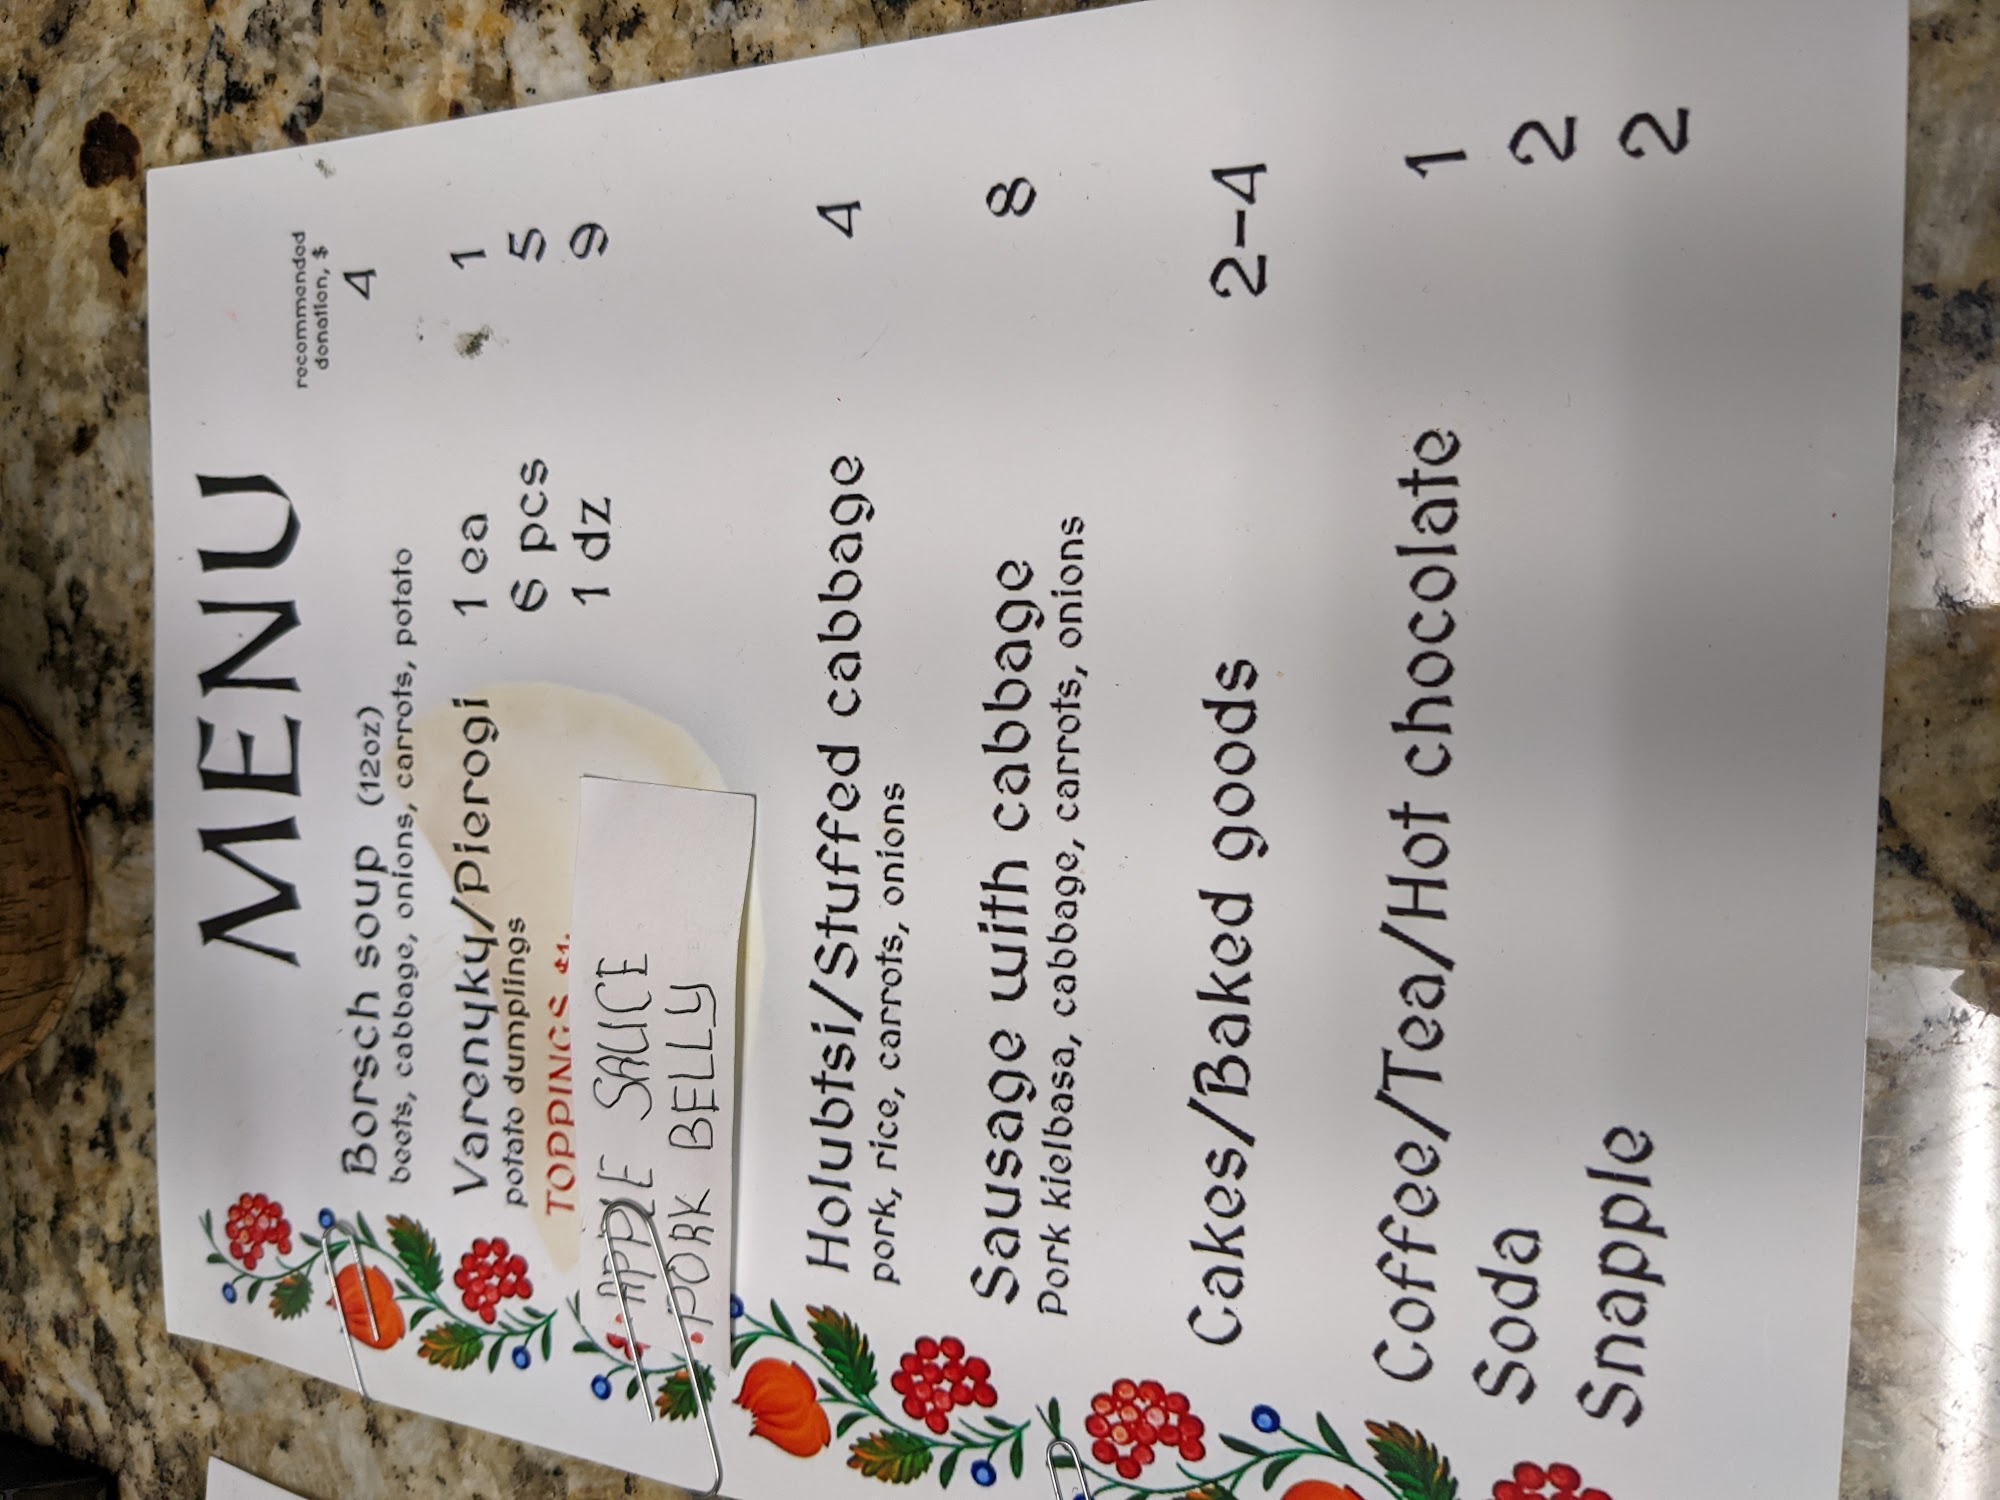 MENU
recommended
donation, $
Borsch soup (12oz) 4
beets, cabbage, onions, carrots, potato
Varenyky/Pierogi 1 ea 1
potato dumplings 6 pcs 5
TOPPINGS $1. 1 dz 9
APPLE SAUCE
PORK BELLY
Holubtsi/Stuffed cabbage 4
pork, rice, carrots, onions
Sausage with cabbage 8
Pork kielbasa, cabbage, carrots, onions
Cakes/Baked goods 2-4
Coffee/Tea/Hot chocolate 1
Soda 2
Snapple 2